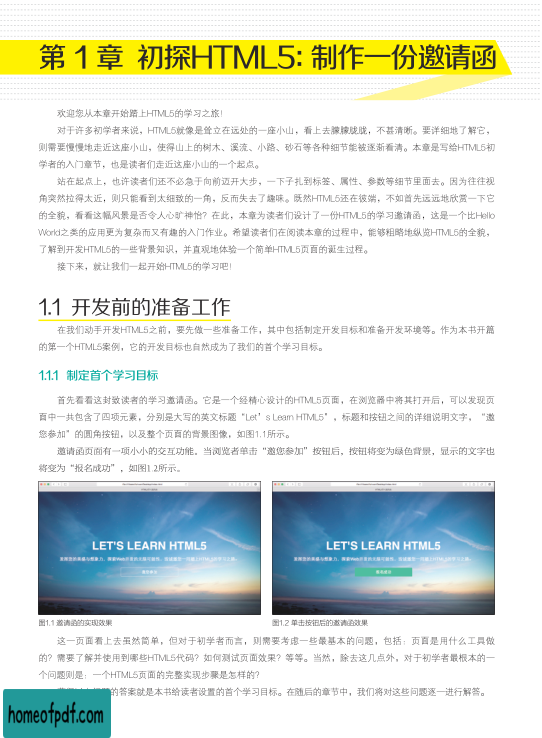 第 1 章 初探HTML5: 制作一份邀请函
欢迎您从本章开始踏上HTML5的学习之旅！
对于许多初学者来说，HTML5就像是耸立在远处的一座小山，看上去朦朦胧胧，不甚清晰。要详细地了解它，
则需要慢慢地走近这座小山，使得山上的树木、溪流、小路、砂石等各种细节被逐渐看清。本章是写给HTML5初
学者的入门章节，也是读者们走近这座小山的一个起点。
站在起点上，也许读者们还不必急于向前迈开大步，一下子扎到标签、属性、参数等细节里面去。因为往往视
角突然拉得太近，则只能看到太细致的一角，反而失去了趣味。既然HTML5还在彼端，不如首先远远地欣赏一下它
的全貌，看看这幅风景是否令人心旷神怡？在此，本章为读者们设计了一份HTML5的学习邀请函，这是一个比Hello
World之类的应用更为复杂而又有趣的入门作业。希望读者们在阅读本章的过程中，能够粗略地纵览HTML5的全貌，
了解到开发HTML5的一些背景知识，并直观地体验一个简单HTML5页面的诞生过程。
接下来，就让我们一起开始HTML5的学习吧！
1.1 开发前的准备工作
在我们动手开发HTML5之前，要先做一些准备工作，其中包括制定开发目标和准备开发环境等。作为本书开篇
的第一个HTML5案例，它的开发目标也自然成为了我们的首个学习目标。
1.1.1 制定首个学习目标
首先看看这封致读者的学习邀请函。它是一个经精心设计的HTML5页面，在浏览器中将其打开后，可以发现页
面中一共包含了四项元素，分别是大写的英文标题“Let’s Learn HTML5”，标题和按钮之间的详细说明文字，“邀
您参加”的圆角按钮，以及整个页面的背景图像，如图1.1所示。
邀请函页面有一项小小的交互功能，当浏览者单击“邀您参加”按钮后，按钮将变为绿色背景，显示的文字也
将变为“报名成功”，如图1.2所示。
LET'S LEARN HTML5
LET'S LEARN HTML5
图1.1 邀请函的实现效果
图1.2 单击按钮后的邀请函效果
这一页面看上去虽然简单，但对于初学者而言，则需要考虑一些最基本的问题，包括：页面是用什么工具做
的？需要了解并使用到哪些HTML5代码？如何测试页面效果？等等。当然，除去这几点外，对于初学者最根本的一
个问题则是：一个HTML5页面的完整实现步骤是怎样的？
的答案就是本书给读者设置的首个学习目标。在随后的章节中，我们将对这些问题逐一进行解答。
homeofpdf.com